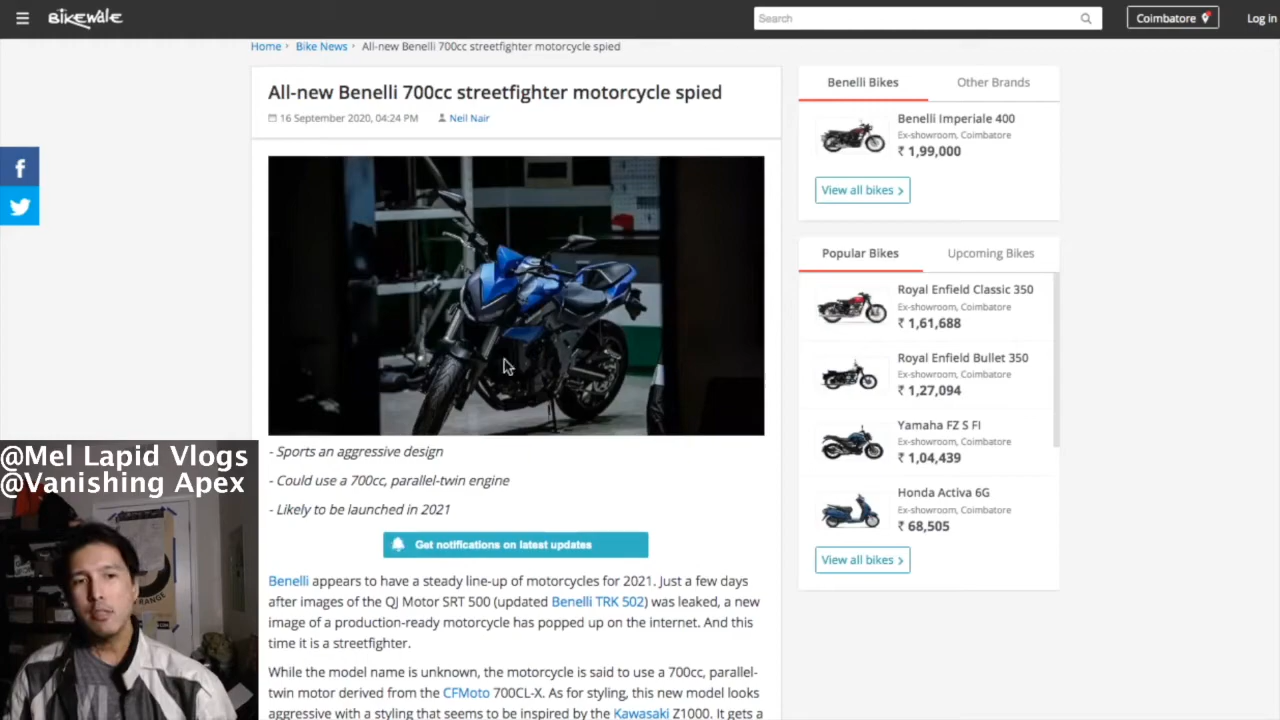 BikeWale
Search
Coimbatore
Log in
Home › Bike News › All-new Benelli 700cc streetfighter motorcycle spied
All-new Benelli 700cc streetfighter motorcycle spied
16 September 2020, 04:24 PM Neil Nair
- Sports an aggressive design
- Could use a 700cc, parallel-twin engine
- Likely to be launched in 2021
Get notifications on latest updates
Benelli appears to have a steady line-up of motorcycles for 2021. Just a few days
after images of the QJ Motor SRT 500 (updated Benelli TRK 502) was leaked, a new
image of a production-ready motorcycle has popped up on the internet. And this
time it is a streetfighter.
While the model name is unknown, the motorcycle is said to use a 700cc, parallel-
twin motor derived from the CFMoto 700CL-X. As for styling, this new model looks
aggressive with a styling that seems to be inspired by the Kawasaki Z1000. It gets a
Benelli Bikes Other Brands
Benelli Imperiale 400
Ex-showroom, Coimbatore
₹ 1,99,000
View all bikes >
Popular Bikes Upcoming Bikes
Royal Enfield Classic 350
Ex-showroom, Coimbatore
₹ 1,61,688
Royal Enfield Bullet 350
Ex-showroom, Coimbatore
₹ 1,27,094
Yamaha FZ S FI
Ex-showroom, Coimbatore
₹ 1,04,439
Honda Activa 6G
Ex-showroom, Coimbatore
₹ 68,505
View all bikes >
@Mel Lapid Vlogs
@Vanishing Apex